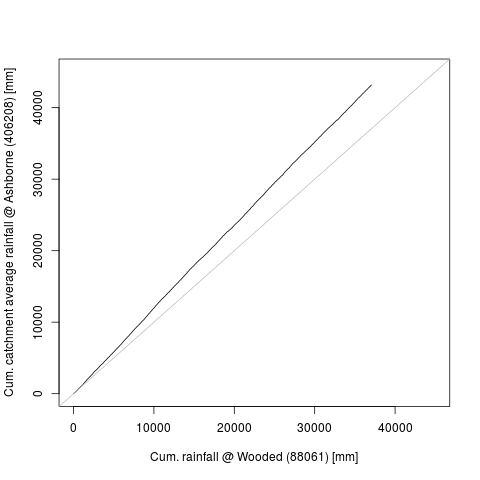 Cum. catchment average rainfall @ Ashborne (406208) [mm]
40000
30000
20000
10000
0
0 10000 20000 30000 40000
Cum. rainfall @ Wooded (88061) [mm]